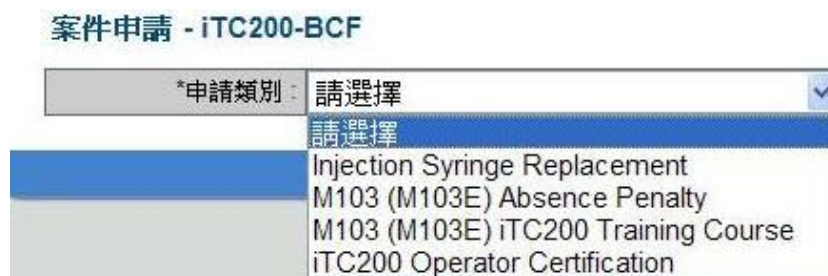 案件申請 - iTC200-BCF
*申請類別： 請選擇
請選擇
Injection Syringe Replacement
M103 (M103E) Absence Penalty
M103 (M103E) iTC200 Training Course
iTC200 Operator Certification